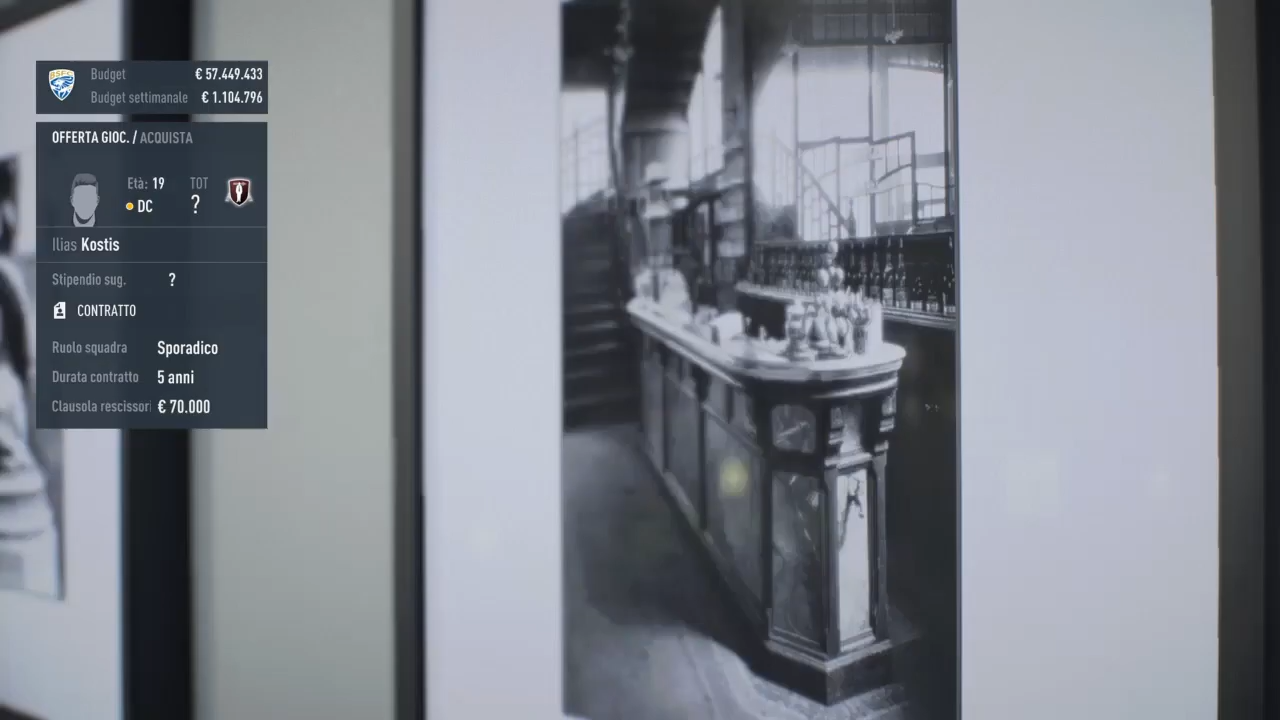 Budget € 57.449.433
Budget settimanale € 1.104.796
OFFERTA GIOC. / ACQUISTA
Età: 19 TOT
DC ?
Ilias Kostis
Stipendio sug. ?
CONTRATTO
Ruolo squadra Sporadico
Durata contratto 5 anni
Clausola rescissori € 70.000